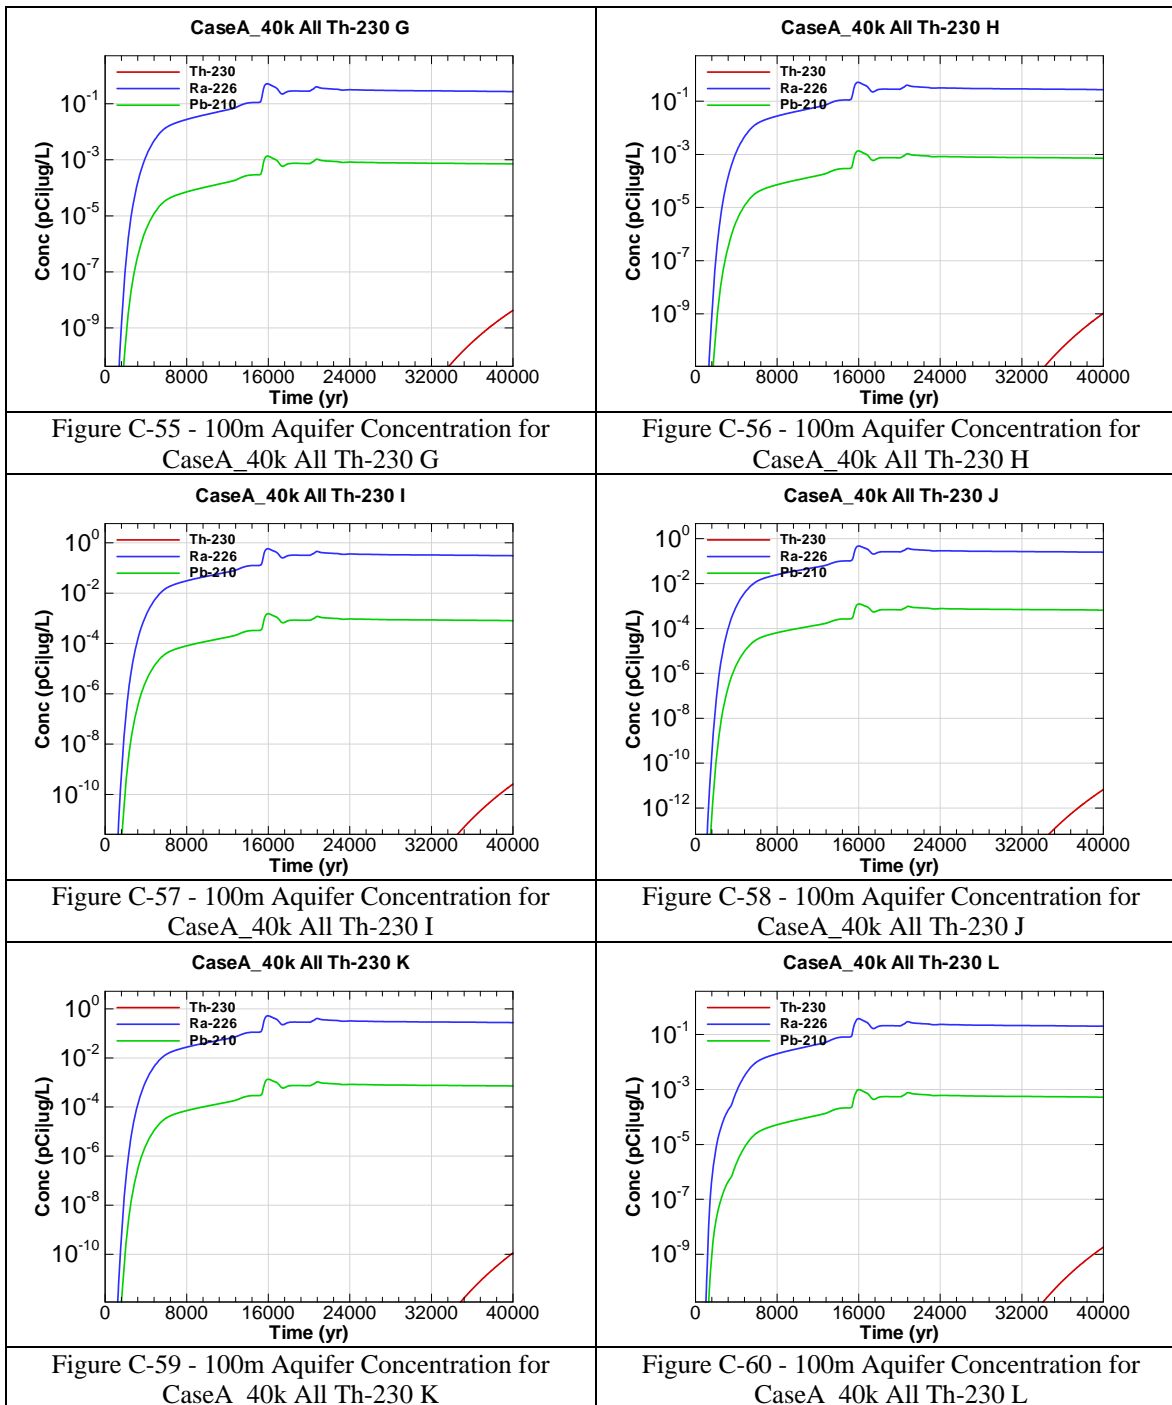 CaseA_40k All Th-230 G
Th-230
Ra-226
Pb-210
Conc (pCi|ug/L)
10^-1
10^-3
10^-5
10^-7
10^-9
0 8000 16000 24000 32000 40000
Time (yr)
Figure C-55 - 100m Aquifer Concentration for
CaseA_40k All Th-230 G
CaseA_40k All Th-230 H
Th-230
Ra-226
Pb-210
Conc (pCi|ug/L)
10^-1
10^-3
10^-5
10^-7
10^-9
0 8000 16000 24000 32000 40000
Time (yr)
Figure C-56 - 100m Aquifer Concentration for
CaseA_40k All Th-230 H
CaseA_40k All Th-230 I
Th-230
Ra-226
Pb-210
Conc (pCi|ug/L)
10^0
10^-2
10^-4
10^-6
10^-8
10^-10
0 8000 16000 24000 32000 40000
Time (yr)
Figure C-57 - 100m Aquifer Concentration for
CaseA_40k All Th-230 I
CaseA_40k All Th-230 J
Th-230
Ra-226
Pb-210
Conc (pCi|ug/L)
10^0
10^-2
10^-4
10^-6
10^-8
10^-10
10^-12
0 8000 16000 24000 32000 40000
Time (yr)
Figure C-58 - 100m Aquifer Concentration for
CaseA_40k All Th-230 J
CaseA_40k All Th-230 K
Th-230
Ra-226
Pb-210
Conc (pCi|ug/L)
10^0
10^-2
10^-4
10^-6
10^-8
10^-10
0 8000 16000 24000 32000 40000
Time (yr)
Figure C-59 - 100m Aquifer Concentration for
CaseA_40k All Th-230 K
CaseA_40k All Th-230 L
Th-230
Ra-226
Pb-210
Conc (pCi|ug/L)
10^-1
10^-3
10^-5
10^-7
10^-9
0 8000 16000 24000 32000 40000
Time (yr)
Figure C-60 - 100m Aquifer Concentration for
CaseA_40k All Th-230 L